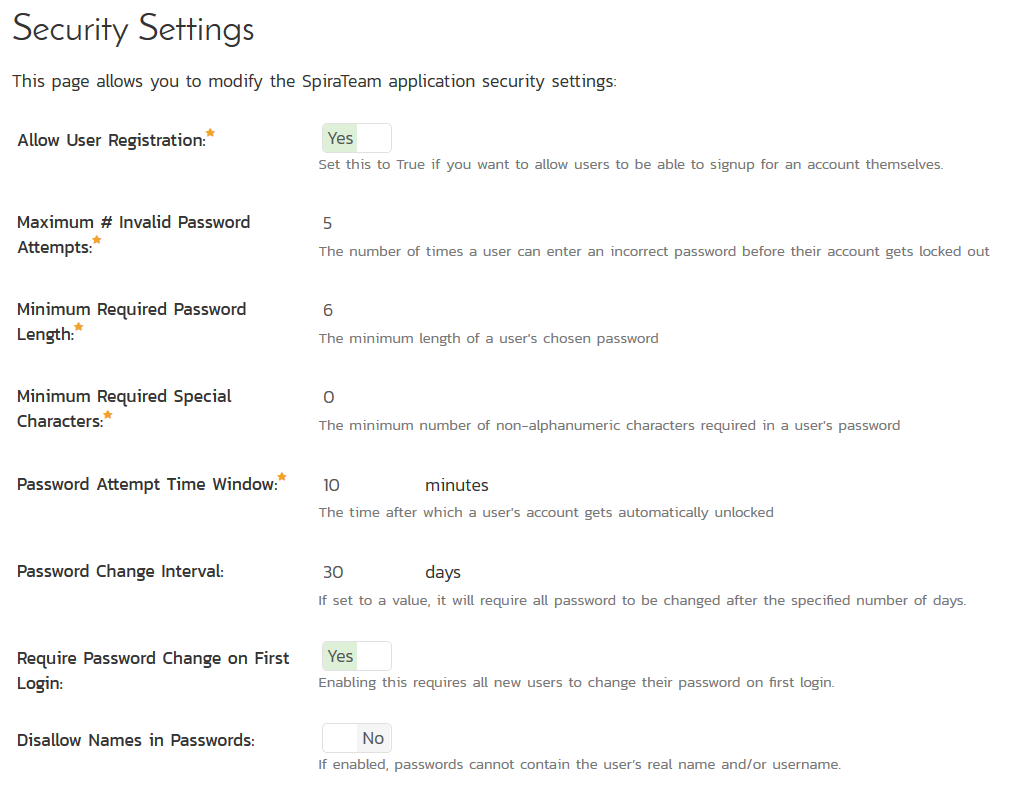 Security Settings
This page allows you to modify the SpiraTeam application security settings:
Allow User Registration:
Yes
Set this to True if you want to allow users to be able to signup for an account themselves.
Maximum # Invalid Password
Attempts:
5
The number of times a user can enter an incorrect password before their account gets locked out
Minimum Required Password
Length:
6
The minimum length of a user's chosen password
Minimum Required Special
Characters:
0
The minimum number of non-alphanumeric characters required in a user's password
Password Attempt Time Window:
10 minutes
The time after which a user's account gets automatically unlocked
Password Change Interval:
30 days
If set to a value, it will require all password to be changed after the specified number of days.
Require Password Change on First
Login:
Yes
Enabling this requires all new users to change their password on first login.
Disallow Names in Passwords:
No
If enabled, passwords cannot contain the user's real name and/or username.